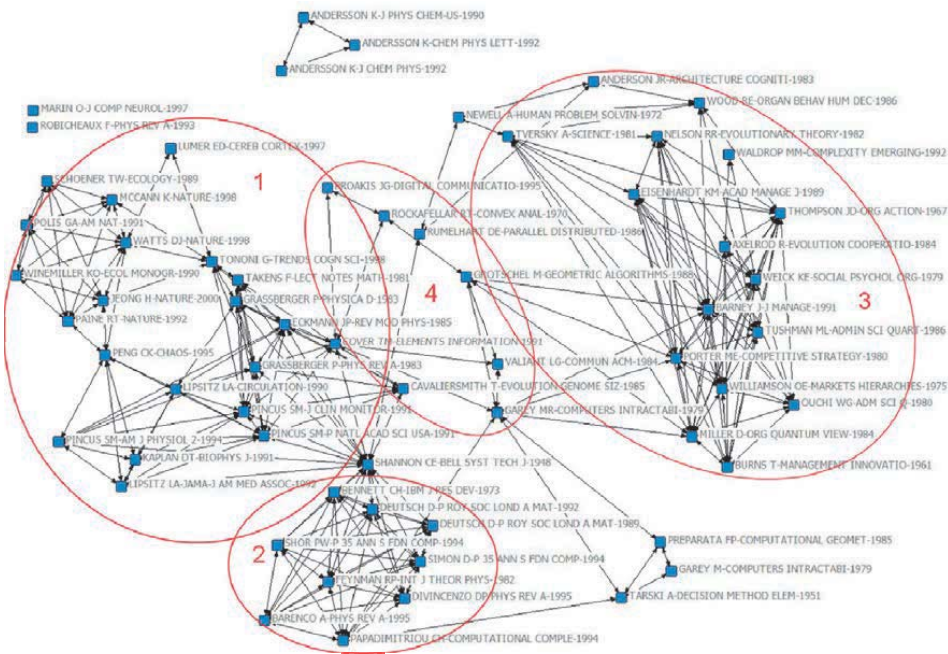 ANDERSSON K-J PHYS CHEM-US-1990
ANDERSSON K-CHEM PHYS LETT-1992
ANDERSSON K-J CHEM PHYS-1992
ANDERSON JR-ARCHITECTURE COGNITI-1983
WOOD RE-ORGAN BEHAV HUM DEC-1986
MARIN O-J COMP NEUROL-1997
NEWELL A-HUMAN PROBLEM SOLVIN-1972
ROBICHEAUX F-PHYS REV A-1993
TVERSKY A-SCIENCE-1981
NELSON RR-EVOLUTIONARY THEORY-1982
LUMER ED-CEREB CORTEX-1997
WALDROP MM-COMPLEXITY EMERGING-1992
1
SCHOENER TW-ECOLOGY-1989
PROAKIS JG-DIGITAL COMMUNICATIO-1995
EISENHARDT KM-ACAD MANAGE J-1989
MCCANN K-NATURE-1998
ROCKAFELLAR RT-CONVEX ANAL-1970
THOMPSON JD-ORG ACTION-1967
POLIS GA-AM NAT-1991
RUMELHART DE-PARALLEL DISTRIBUTED-1986
WATTS DJ-NATURE-1998
AXELROD R-EVOLUTION COOPERATIO-1984
TONONI G-TRENDS COGN SCI-1998
WINEMILLER KO-ECOL MONOGR-1990
TAKENS F-LECT NOTES MATH-1981
GROTSCHEL M-GEOMETRIC ALGORITHMS-1988
WEICK KE-SOCIAL PSYCHOL ORG-1979
4
JEONG H-NATURE-2000
GRASSBERGER P-PHYSICA D-1983
BARNEY J-J MANAGE-1991
3
PAINE RT-NATURE-1992
ECKMANN JP-REV MOD PHYS-1985
TUSHMAN ML-ADMIN SCI QUART-1986
COVER TM-ELEMENTS INFORMATION-1991
PENG CK-CHAOS-1995
PORTER ME-COMPETITIVE STRATEGY-1980
GRASSBERGER P-PHYS REV A-1983
VALIANT LG-COMMUN ACM-1984
LIPSITZ LA-CIRCULATION-1990
CAVALIERSMITH T-EVOLUTION GENOME SIZ-1985
WILLIAMSON OE-MARKETS HIERARCHIES-1975
OUCHI WG-ADM SCI Q-1980
PINCUS SM-J CLIN MONITOR-1991
GAREY MR-COMPUTERS INTRACTABI-1979
PINCUS SM-P NATL ACAD SCI USA-1991
MILLER D-ORG QUANTUM VIEW-1984
PINCUS SM-AM J PHYSIOL 2-1994
KAPLAN DT-BIOPHYS J-1991
SHANNON CE-BELL SYST TECH J-1948
BURNS T-MANAGEMENT INNOVATIO-1961
LIPSITZ LA-JAMA-J AM MED ASSOC-1992
BENNETT CH-IBM J RES DEV-1973
DEUTSCH D-P ROY SOC LOND A MAT-1992
DEUTSCH D-P ROY SOC LOND A MAT-1989
SHOR PW-P 35 ANN S FDN COMP-1994
PREPARATA FP-COMPUTATIONAL GEOMET-1985
2
SIMON D-P 35 ANN S FDN COMP-1994
GAREY M-COMPUTERS INTRACTABI-1979
FEYNMAN RP-INT J THEOR PHYS-1982
DIVINCENZO DP-PHYS REV A-1995
TARSKI A-DECISION METHOD ELEM-1951
BARENCO A-PHYS REV A-1995
PAPADIMITRIOU CH-COMPUTATIONAL COMPLE-1994